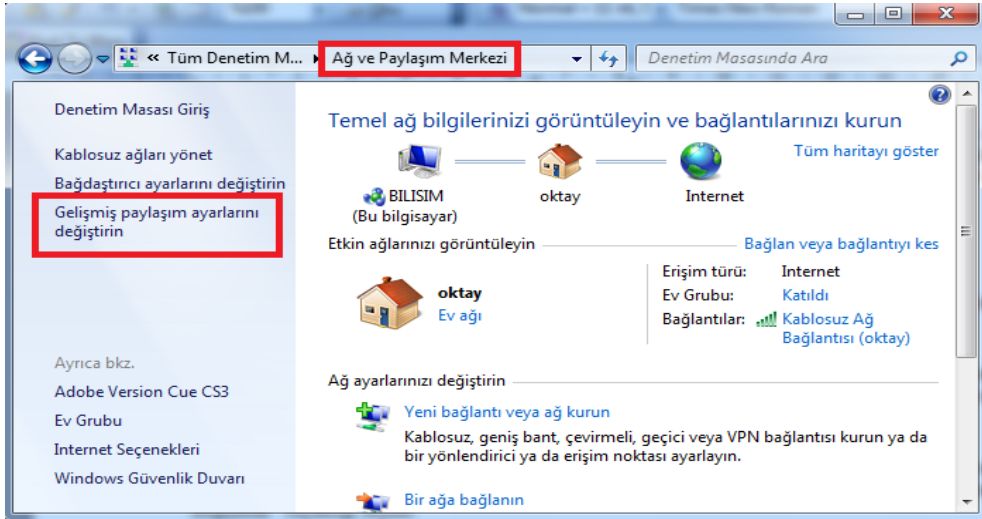 « Tüm Denetim M... ▸ Ağ ve Paylaşım Merkezi
Denetim Masasında Ara
Denetim Masası Giriş
Kablosuz ağları yönet
Bağdaştırıcı ayarlarını değiştirin
Gelişmiş paylaşım ayarlarını
değiştirin
Ayrıca bkz.
Adobe Version Cue CS3
Ev Grubu
Internet Seçenekleri
Windows Güvenlik Duvarı
Temel ağ bilgilerinizi görüntüleyin ve bağlantılarınızı kurun
Tüm haritayı göster
BILISIM
(Bu bilgisayar)
oktay
Internet
Etkin ağlarınızı görüntüleyin
Bağlan veya bağlantıyı kes
oktay
Ev ağı
Erişim türü: Internet
Ev Grubu: Katıldı
Bağlantılar: Kablosuz Ağ
Bağlantısı (oktay)
Ağ ayarlarınızı değiştirin
Yeni bağlantı veya ağ kurun
Kablosuz, geniş bant, çevirmeli, geçici veya VPN bağlantısı kurun ya da
bir yönlendirici ya da erişim noktası ayarlayın.
Bir ağa bağlanın